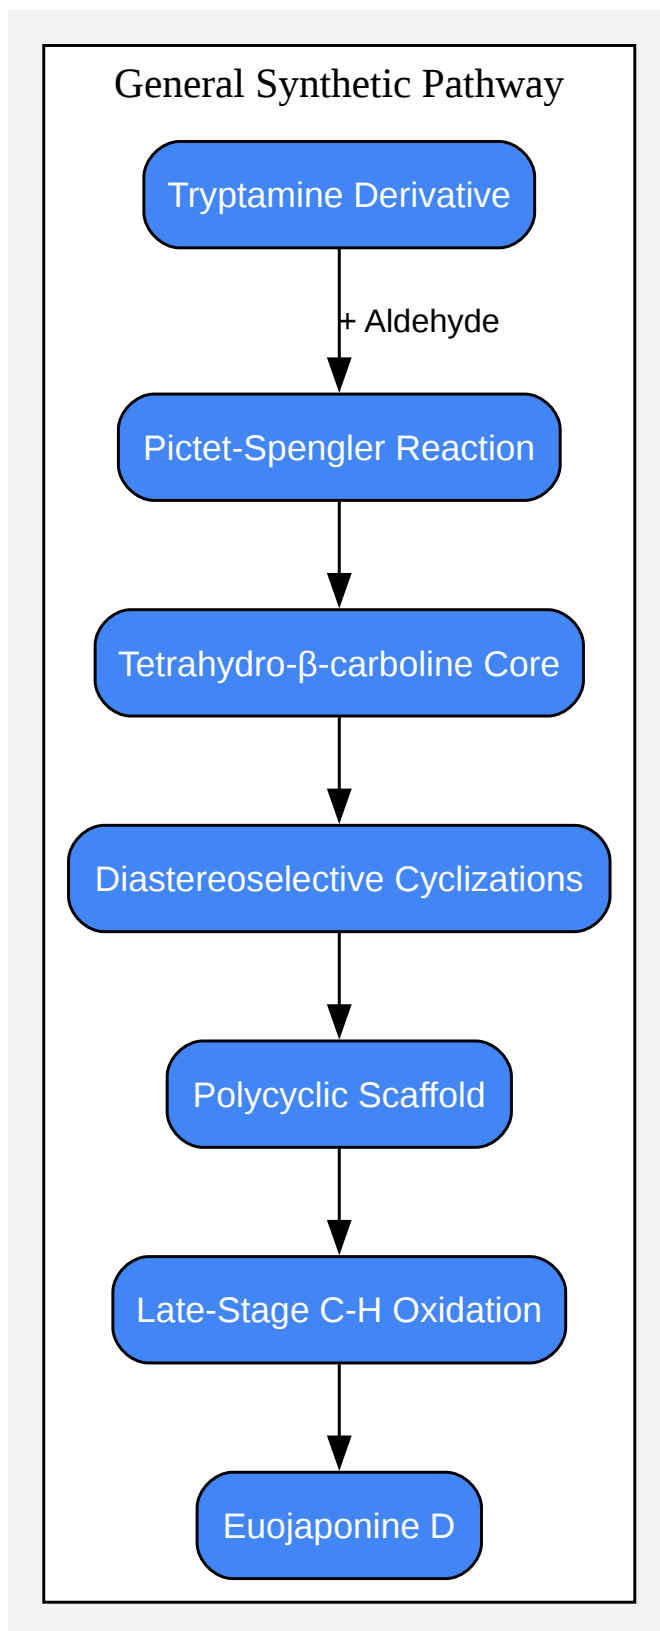 General Synthetic Pathway
Tryptamine Derivative
+ Aldehyde
Pictet-Spengler Reaction
Tetrahydro-β-carboline Core
Diastereoselective Cyclizations
Polycyclic Scaffold
Late-Stage C-H Oxidation
Euojaponine D